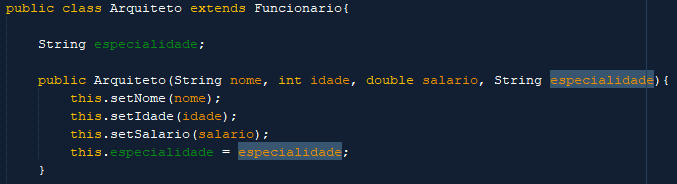 public class Arquiteto extends Funcionario{
String especialidade;
public Arquiteto(String nome, int idade, double salario, String especialidade){
this.setNome(nome);
this.setIdade(idade);
this.setSalario(salario);
this.especialidade = especialidade;
}